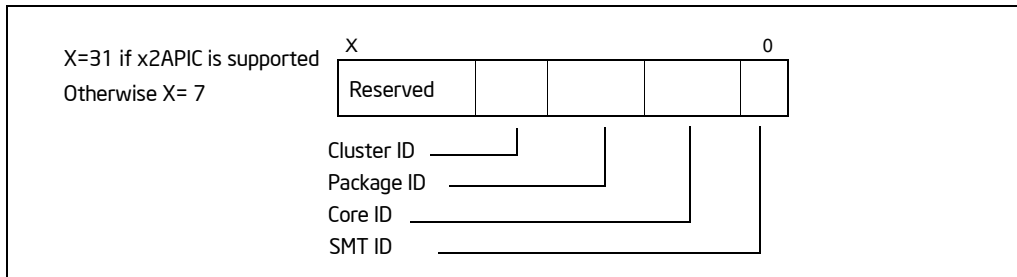 X=31 if x2APIC is supported
Otherwise X= 7
X 0
Reserved
Cluster ID
Package ID
Core ID
SMT ID